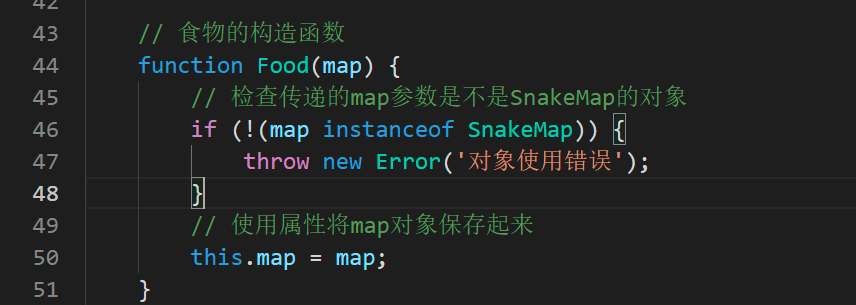 42
43 // 食物的构造函数
44 function Food(map) {
45 // 检查传递的map参数是不是SnakeMap的对象
46 if (!(map instanceof SnakeMap)) {
47 throw new Error('对象使用错误');
48 }
49 // 使用属性将map对象保存起来
50 this.map = map;
51 }